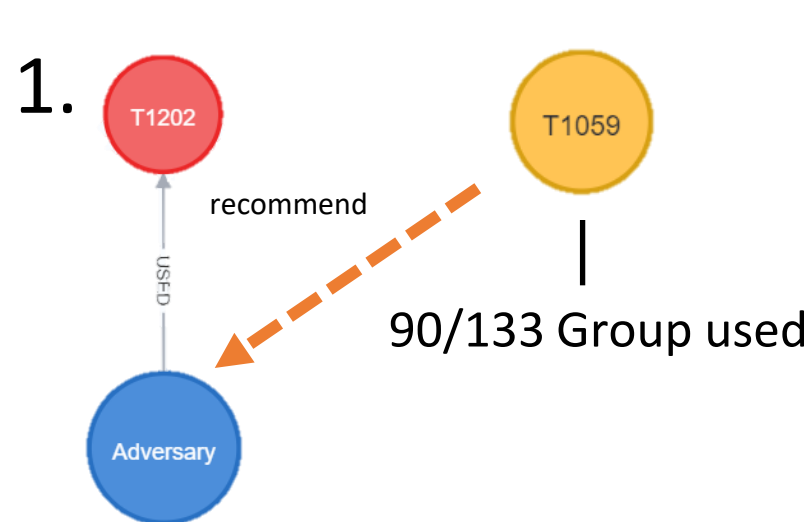 1.
T1202
T1059
recommend
USED
90/133 Group used
Adversary